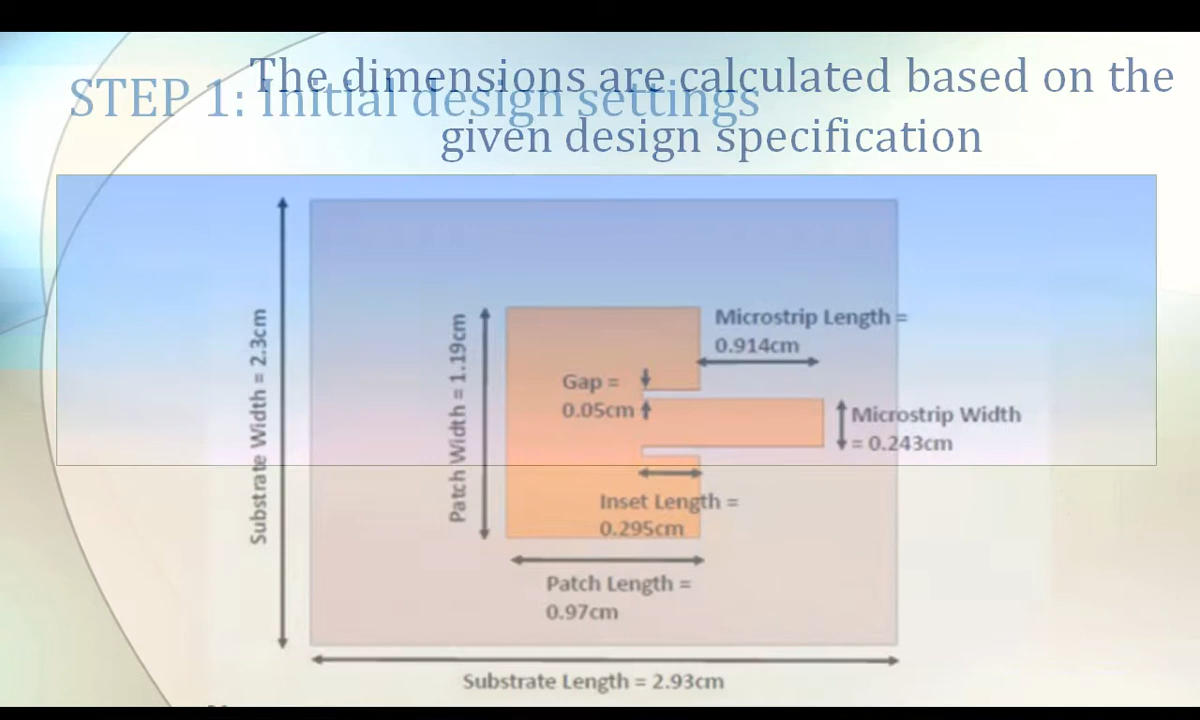 The dimensions are calculated based on the
given design specification
STEP 1: Initial design settings
Substrate Width = 2.3cm
Patch Width = 1.19cm
Microstrip Length =
0.914cm
Gap =
0.05cm
Microstrip Width
= 0.243cm
Inset Length =
0.295cm
Patch Length =
0.97cm
Substrate Length = 2.93cm